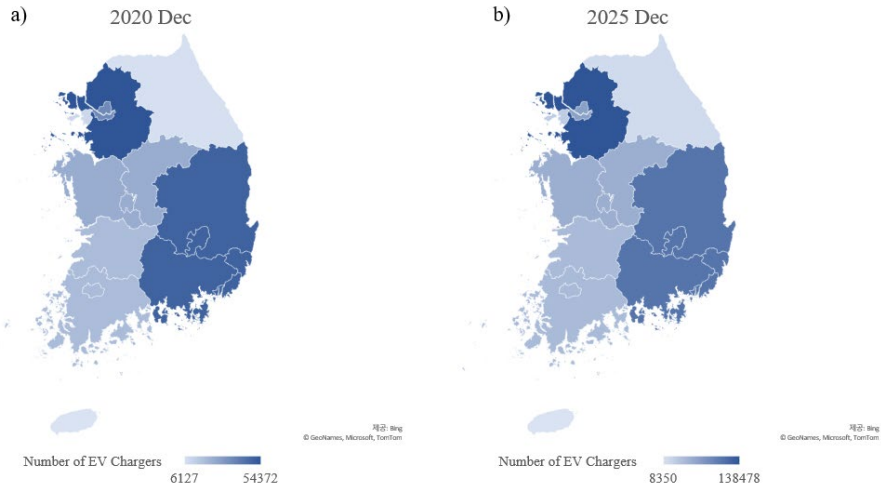 a)
2020 Dec
제공: Bing
© GeoNames, Microsoft, TomTom
Number of EV Chargers
6127
54372
b)
2025 Dec
제공: Bing
© GeoNames, Microsoft, TomTom
Number of EV Chargers
8350
138478